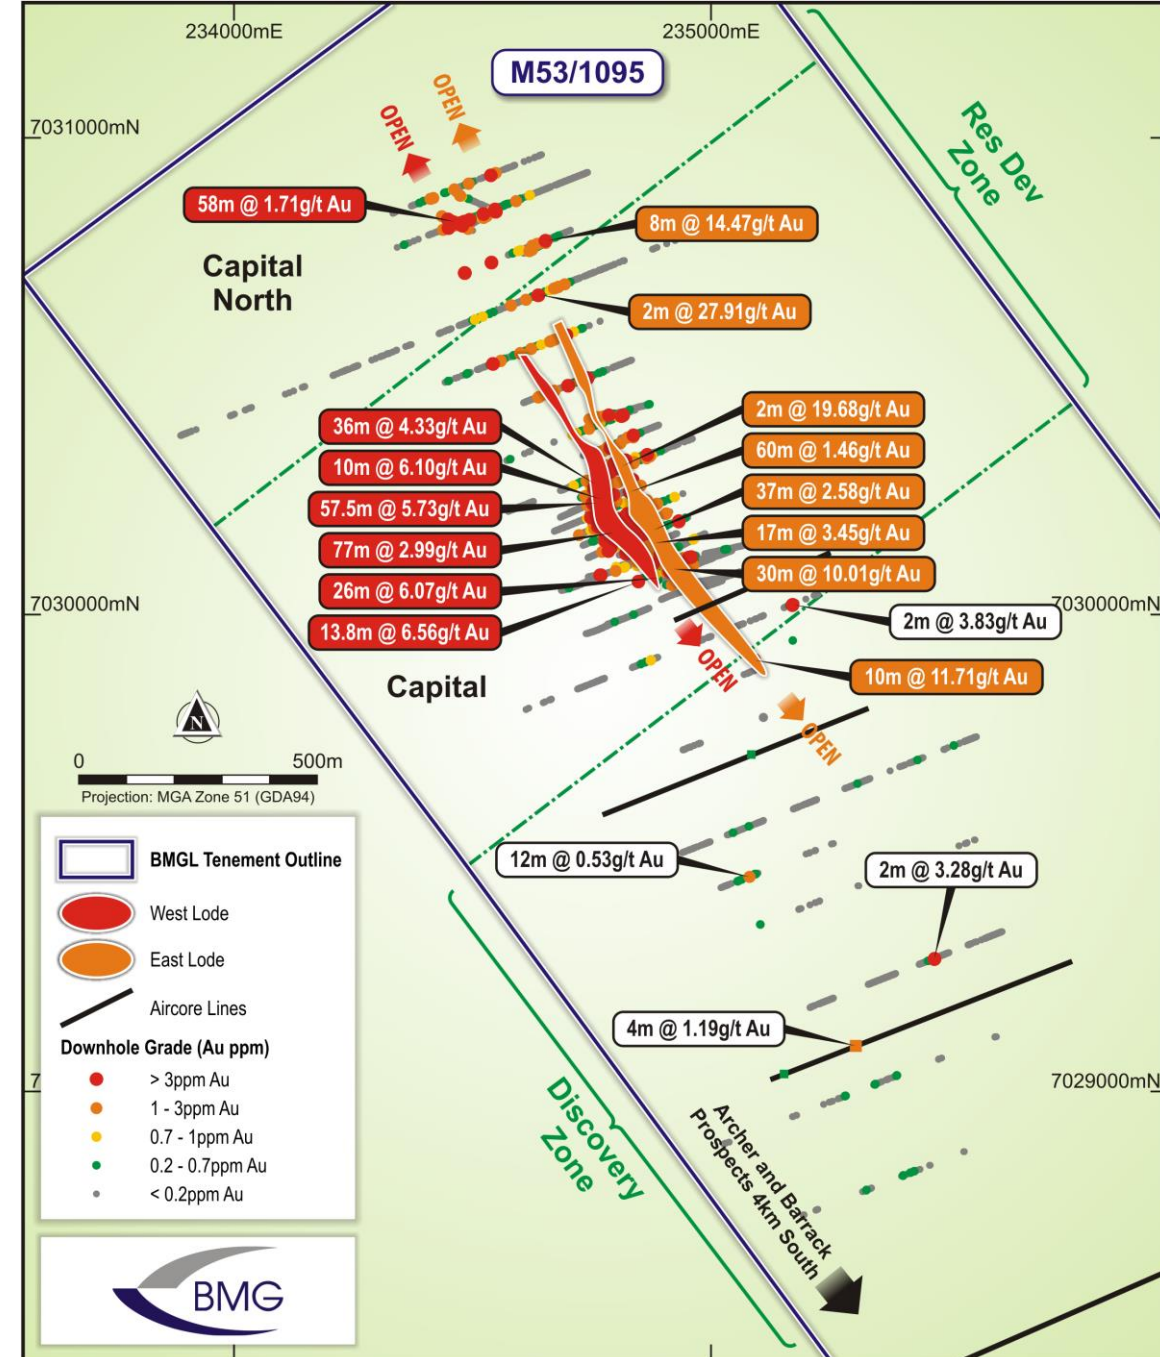 234000mE
235000mE
M53/1095
7031000mN
OPEN
OPEN
Res Dev
Zone
58m @ 1.71g/t Au
8m @ 14.47g/t Au
Capital
North
2m @ 27.91g/t Au
36m @ 4.33g/t Au
10m @ 6.10g/t Au
57.5m @ 5.73g/t Au
77m @ 2.99g/t Au
26m @ 6.07g/t Au
13.8m @ 6.56g/t Au
2m @ 19.68g/t Au
60m @ 1.46g/t Au
37m @ 2.58g/t Au
17m @ 3.45g/t Au
30m @ 10.01g/t Au
7030000mN
7030000mN
2m @ 3.83g/t Au
10m @ 11.71g/t Au
OPEN
OPEN
Capital
N
0
500m
Projection: MGA Zone 51 (GDA94)
12m @ 0.53g/t Au
2m @ 3.28g/t Au
4m @ 1.19g/t Au
7029000mN
Discovery
Zone
Archer and Barrack
Prospects 4km South
BMGL Tenement Outline
West Lode
East Lode
Aircore Lines
Downhole Grade (Au ppm)
> 3ppm Au
1 - 3ppm Au
0.7 - 1ppm Au
0.2 - 0.7ppm Au
< 0.2ppm Au
BMG